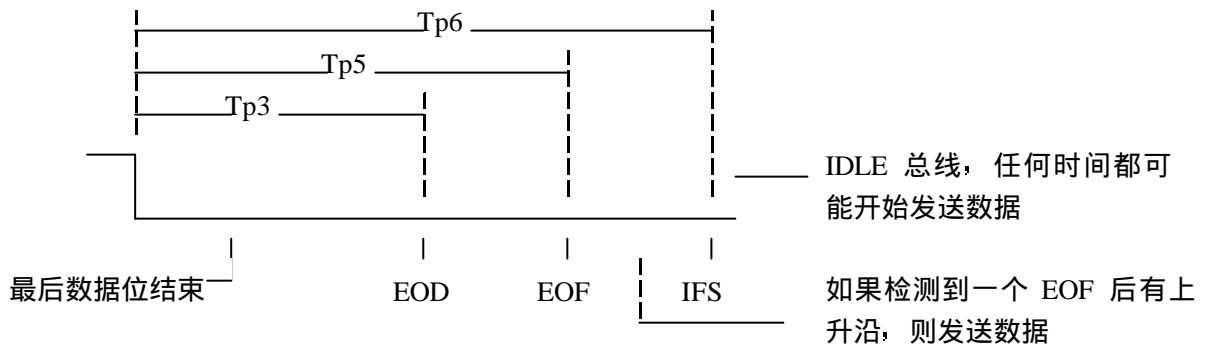 Tp6
Tp5
Tp3
IDLE 总线，任何时间都可
能开始发送数据
最后数据位结束
EOD
EOF
IFS
如果检测到一个 EOF 后有上
升沿，则发送数据